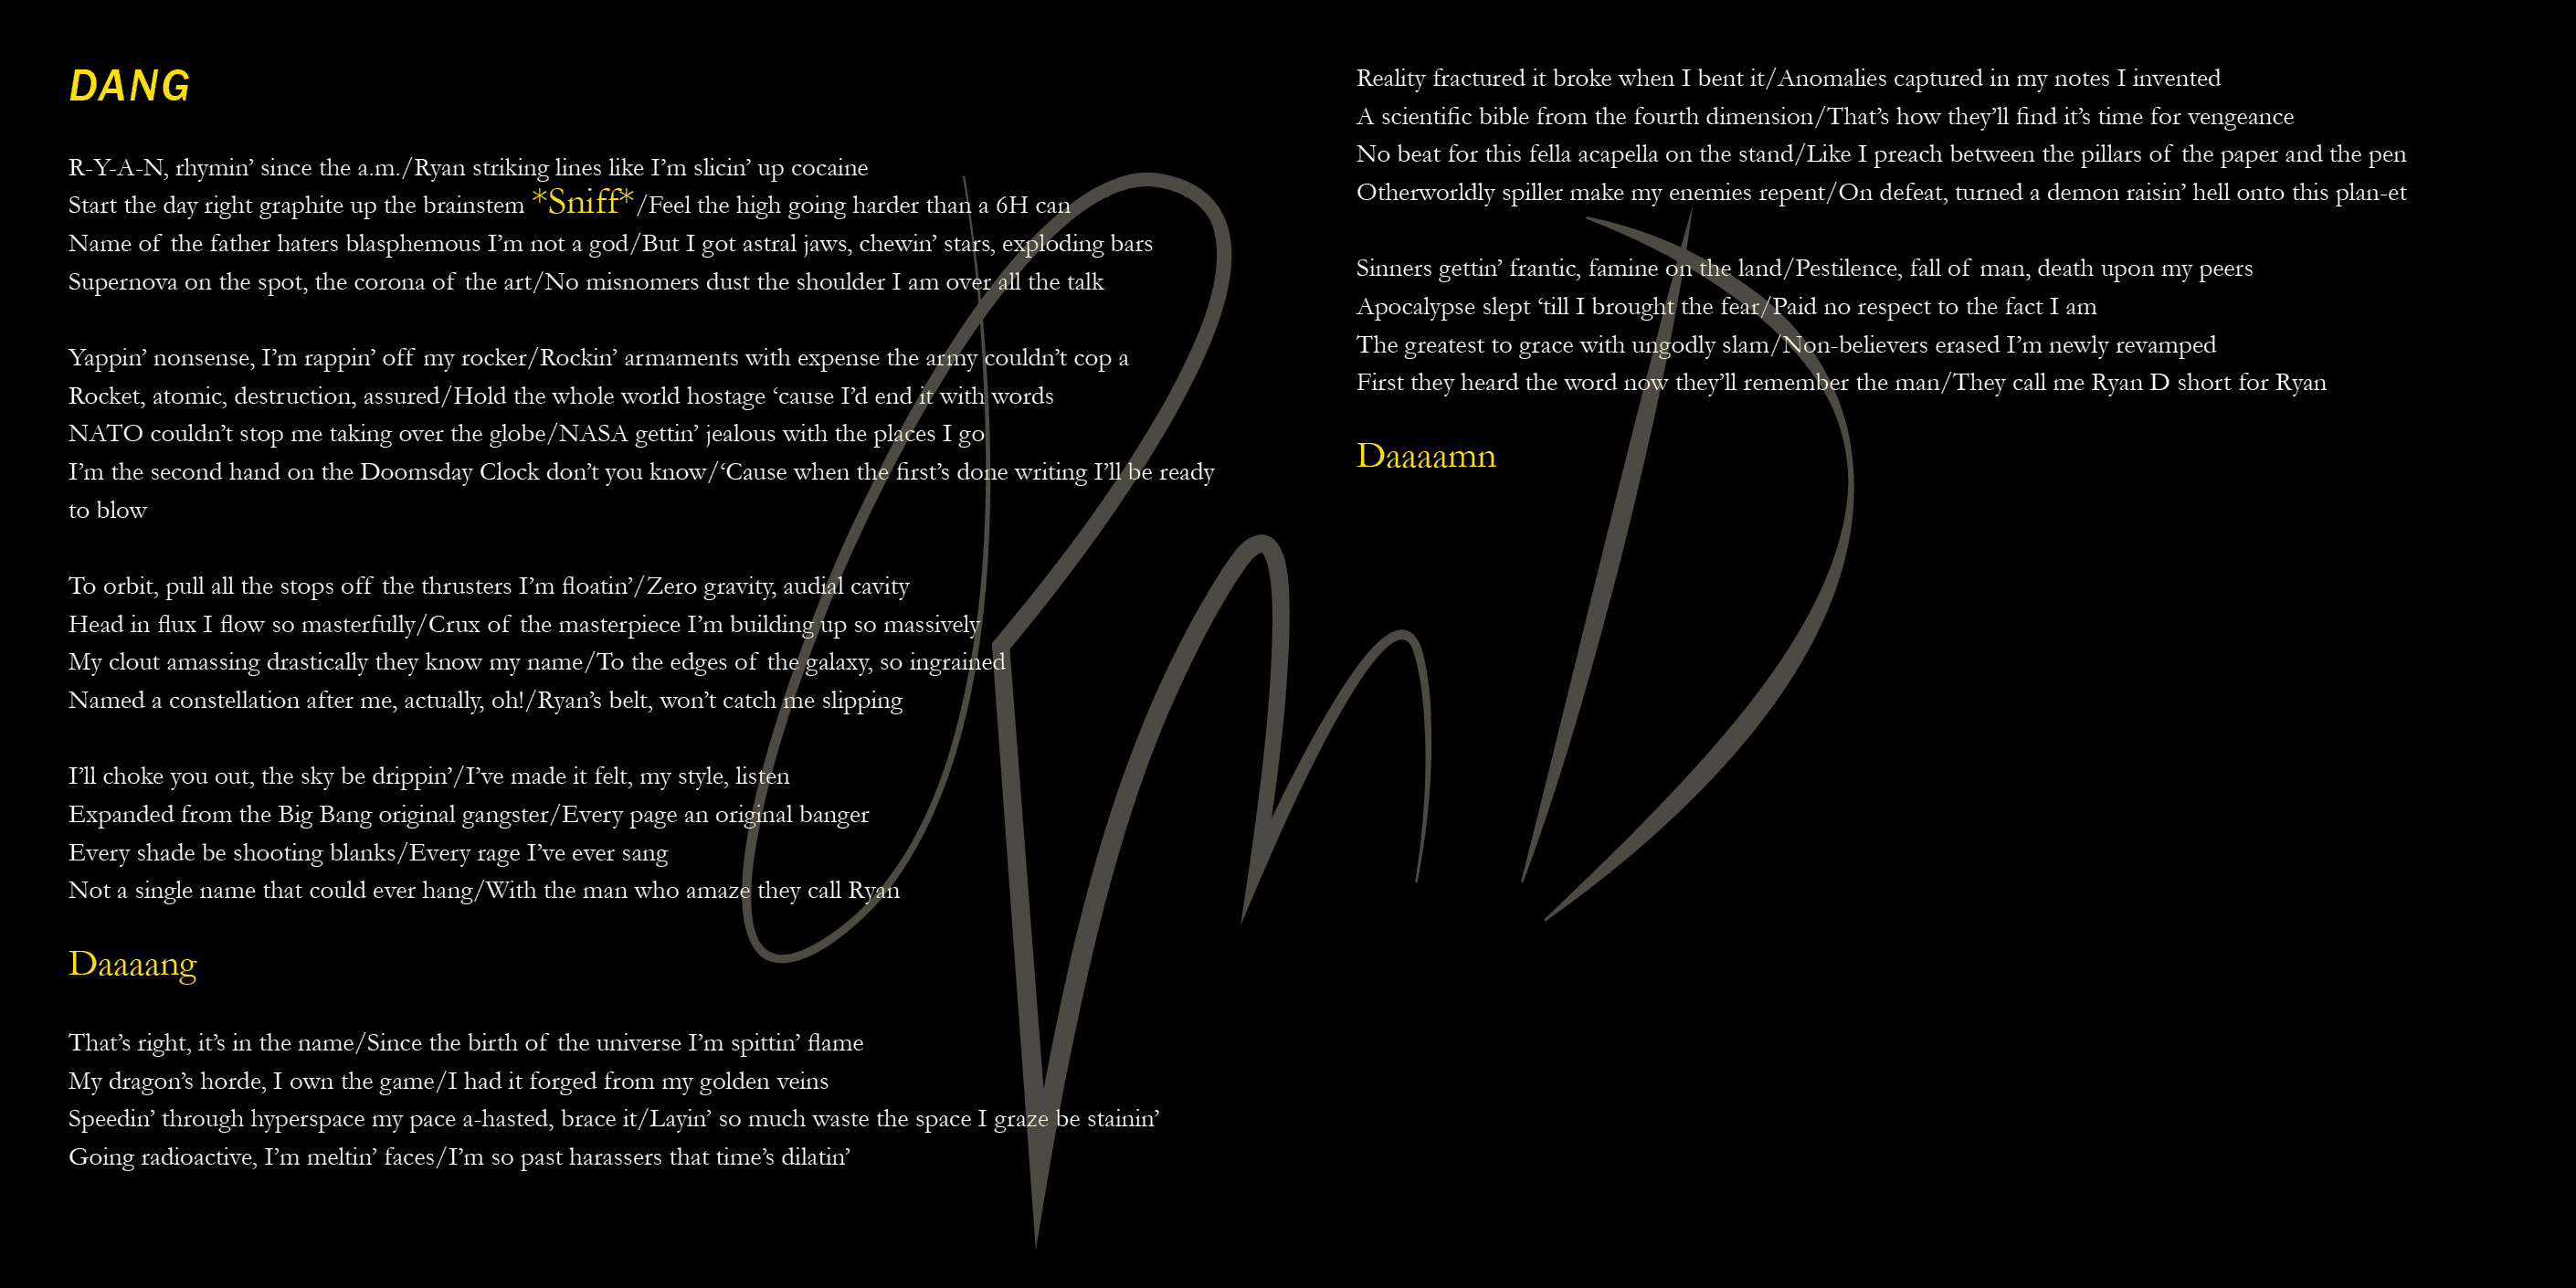 DANG
R-Y-A-N, rhymin’ since the a.m./Ryan striking lines like I’m slicin’ up cocaine
Start the day right graphite up the brainstem *Sniff*/Feel the high going harder than a 6H can
Name of the father haters blasphemous I’m not a god/But I got astral jaws, chewin’ stars, exploding bars
Supernova on the spot, the corona of the art/No misnomers dust the shoulder I am over all the talk
Yappin’ nonsense, I’m rappin’ off my rocker/Rockin’ armaments with expense the army couldn’t cop a
Rocket, atomic, destruction, assured/Hold the whole world hostage ‘cause I’d end it with words
NATO couldn’t stop me taking over the globe/NASA gettin’ jealous with the places I go
I’m the second hand on the Doomsday Clock don’t you know/‘Cause when the first’s done writing I’ll be ready
to blow
To orbit, pull all the stops off the thrusters I’m floatin’/Zero gravity, audial cavity
Head in flux I flow so masterfully/Crux of the masterpiece I’m building up so massively
My clout amassing drastically they know my name/To the edges of the galaxy, so ingrained
Named a constellation after me, actually, oh!/Ryan’s belt, won’t catch me slipping
I’ll choke you out, the sky be drippin’/I’ve made it felt, my style, listen
Expanded from the Big Bang original gangster/Every page an original banger
Every shade be shooting blanks/Every rage I’ve ever sang
Not a single name that could ever hang/With the man who amaze they call Ryan
Daaaang
That’s right, it’s in the name/Since the birth of the universe I’m spittin’ flame
My dragon’s horde, I own the game/I had it forged from my golden veins
Speedin’ through hyperspace my pace a-hasted, brace it/Layin’ so much waste the space I graze be stainin’
Going radioactive, I’m meltin’ faces/I’m so past harassers that time’s dilatin’
Reality fractured it broke when I bent it/Anomalies captured in my notes I invented
A scientific bible from the fourth dimension/That’s how they’ll find it’s time for vengeance
No beat for this fella acapella on the stand/Like I preach between the pillars of the paper and the pen
Otherworldly spiller make my enemies repent/On defeat, turned a demon raisin’ hell onto this plan-et
Sinners gettin’ frantic, famine on the land/Pestilence, fall of man, death upon my peers
Apocalypse slept ‘till I brought the fear/Paid no respect to the fact I am
The greatest to grace with ungodly slam/Non-believers erased I’m newly revamped
First they heard the word now they’ll remember the man/They call me Ryan D short for Ryan
Daaaamn